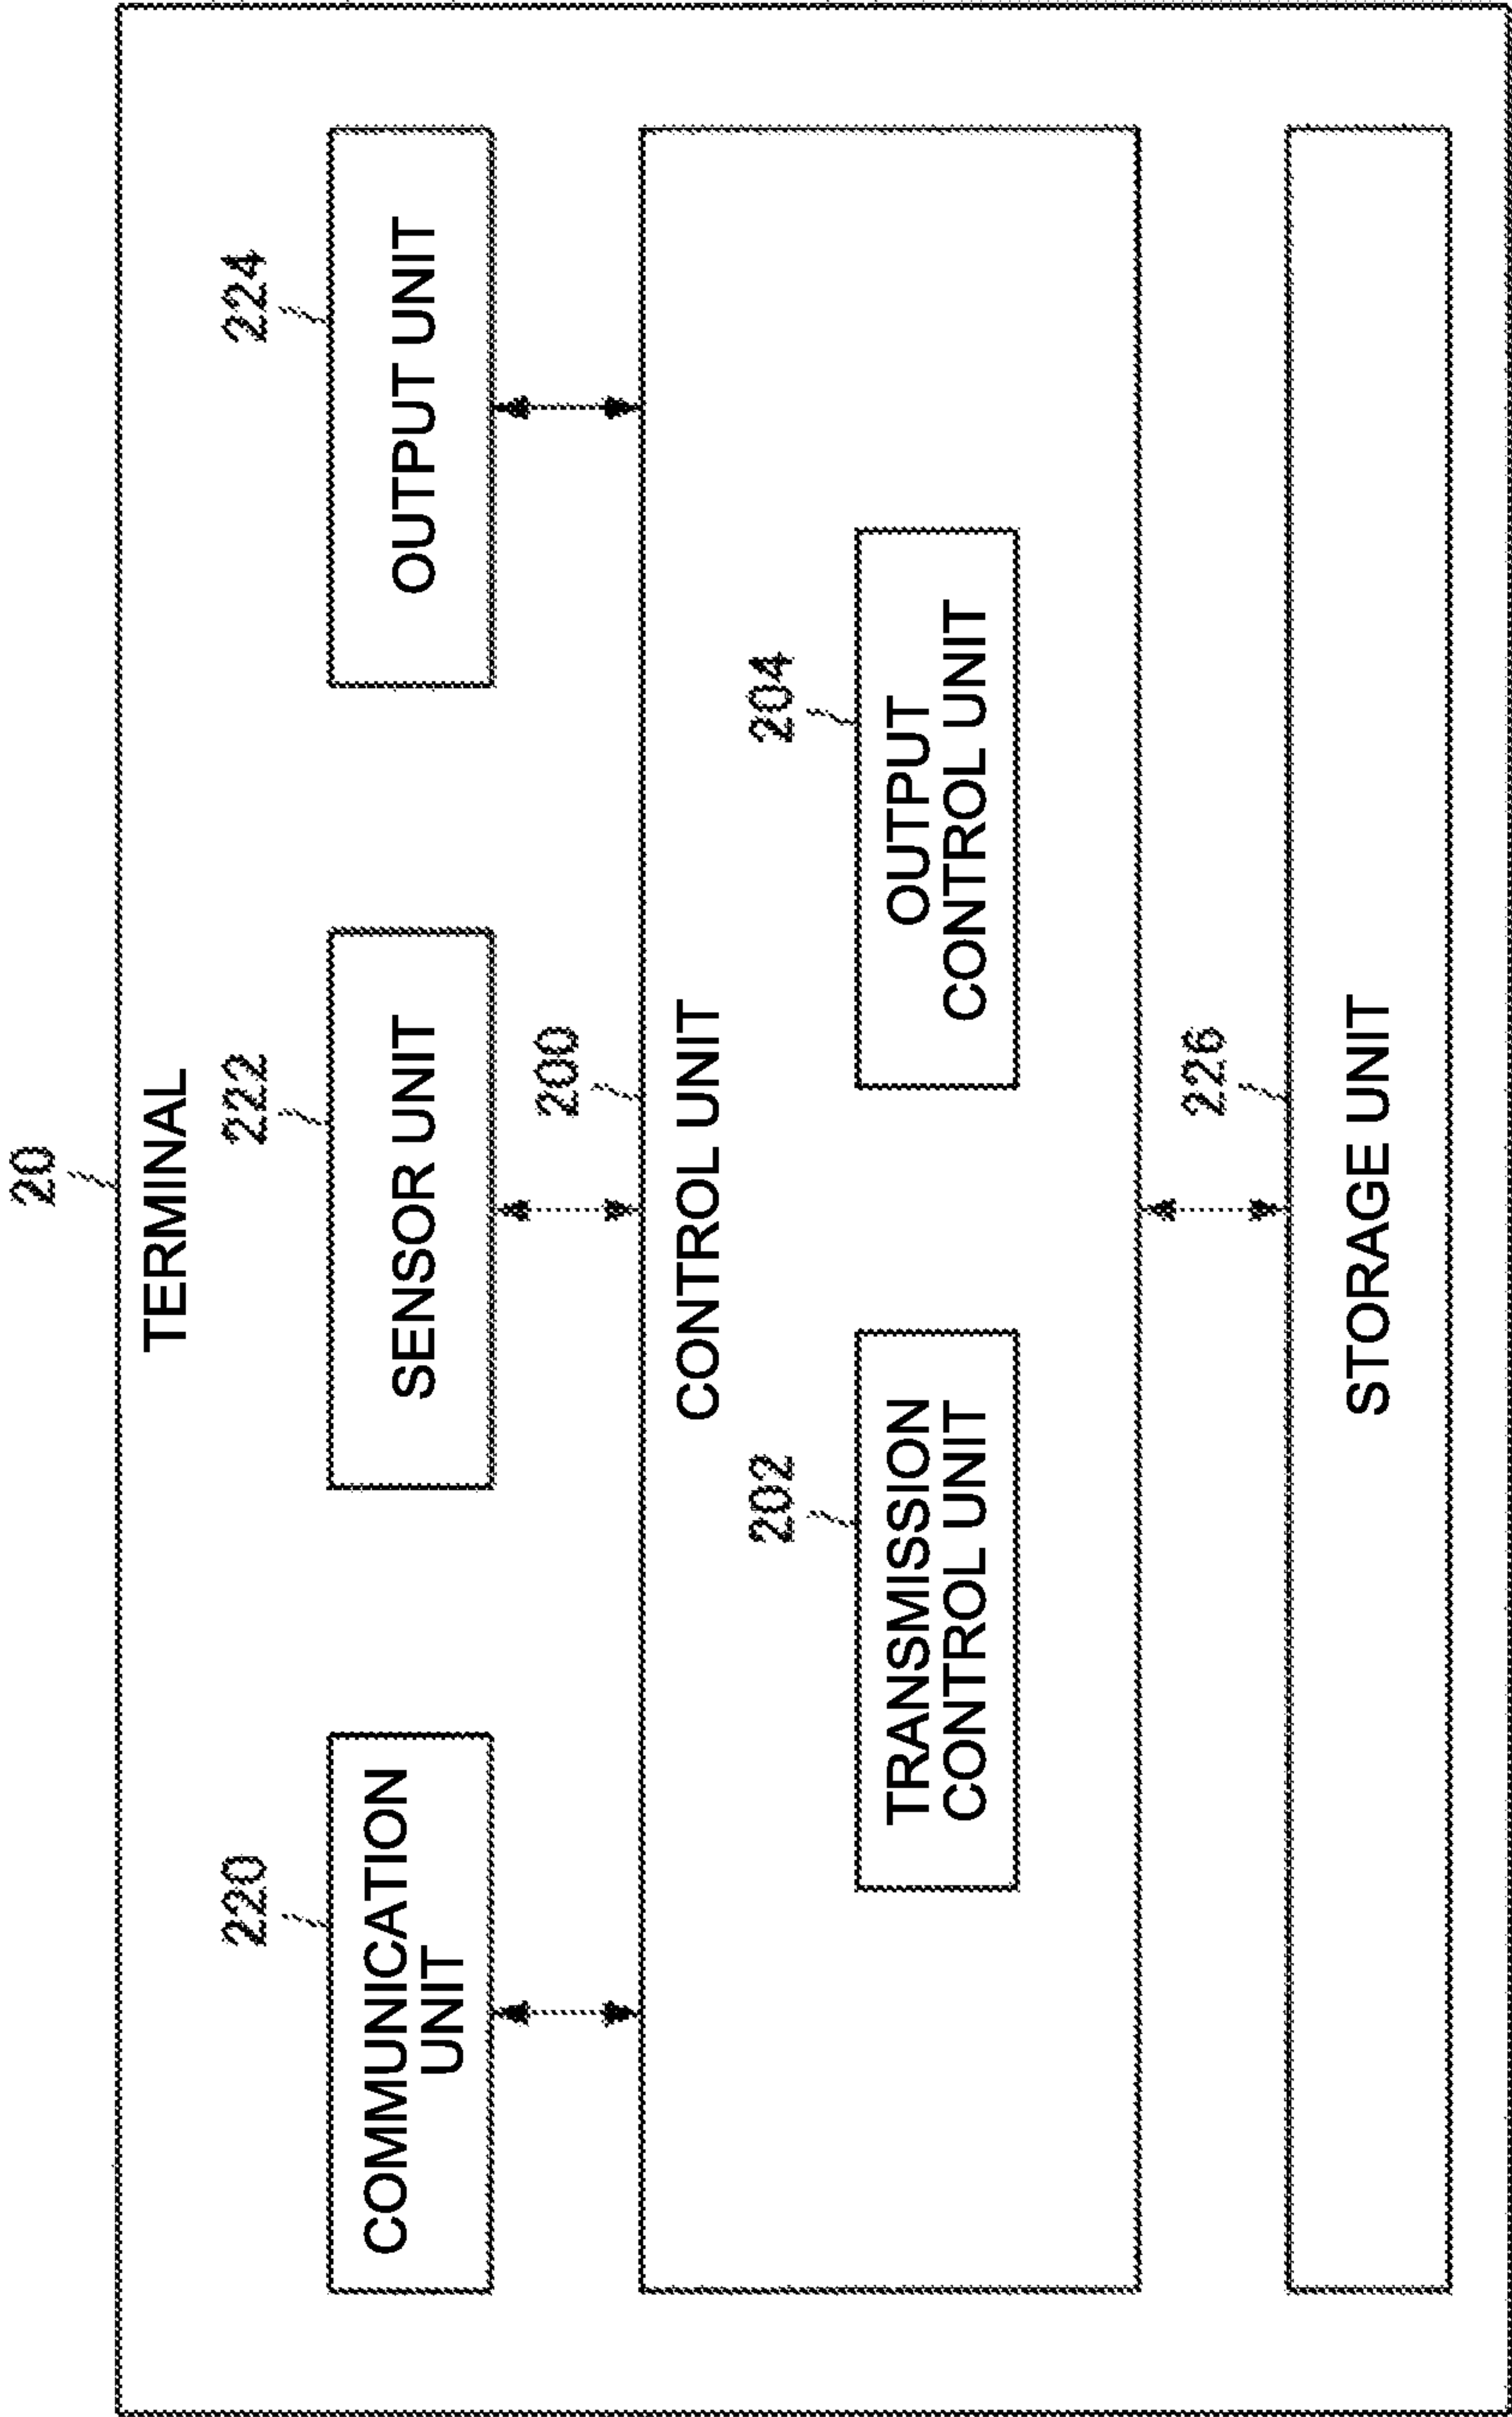 20
TERMINAL
220
222
224
COMMUNICATION
UNIT
SENSOR UNIT
OUTPUT UNIT
200
CONTROL UNIT
202
204
TRANSMISSION
CONTROL UNIT
OUTPUT
CONTROL UNIT
226
STORAGE UNIT